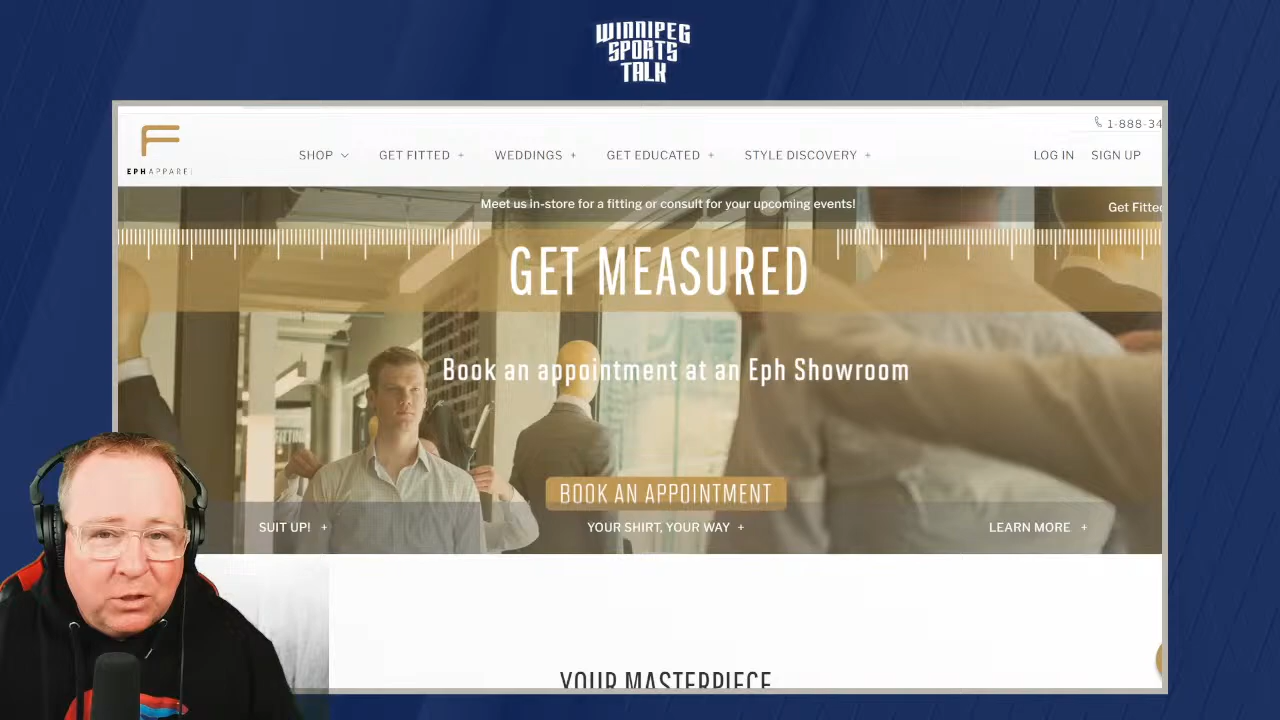 WINNIPEG
SPORTS
TALK
1-888-34
SHOP
GET FITTED +
WEDDINGS +
GET EDUCATED +
STYLE DISCOVERY +
LOG IN
SIGN UP
EPHAPPAREL
Meet us in-store for a fitting or consult for your upcoming events!
Get Fitted
GET MEASURED
Book an appointment at an Eph Showroom
BOOK AN APPOINTMENT
SUIT UP! +
YOUR SHIRT, YOUR WAY +
LEARN MORE +
YOUR MASTERPIECE